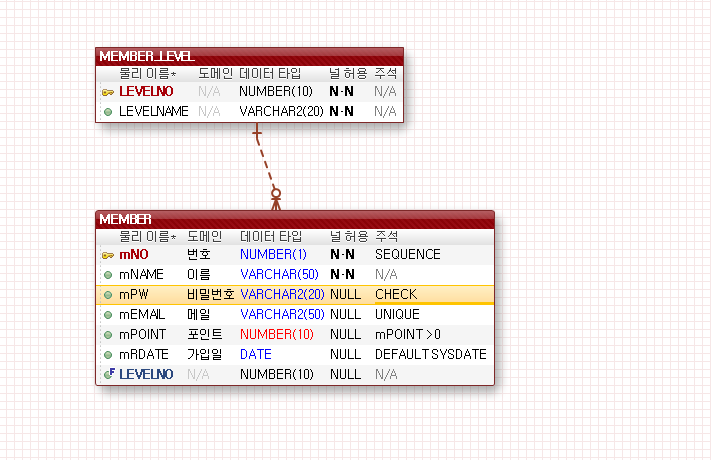 MEMBER_LEVEL
물리 이름* 도메인 데이터 타입 널 허용 주석
LEVELNO N/A NUMBER(10) N-N N/A
LEVELNAME N/A VARCHAR2(20) N-N N/A
MEMBER
물리 이름* 도메인 데이터 타입 널 허용 주석
mNO 번호 NUMBER(1) N-N SEQUENCE
mNAME 이름 VARCHAR(50) N-N N/A
mPW 비밀번호 VARCHAR2(20) NULL CHECK
mEMAIL 메일 VARCHAR2(50) NULL UNIQUE
mPOINT 포인트 NUMBER(10) NULL mPOINT >0
mRDATE 가입일 DATE NULL DEFAULT SYSDATE
F LEVELNO N/A NUMBER(10) NULL N/A